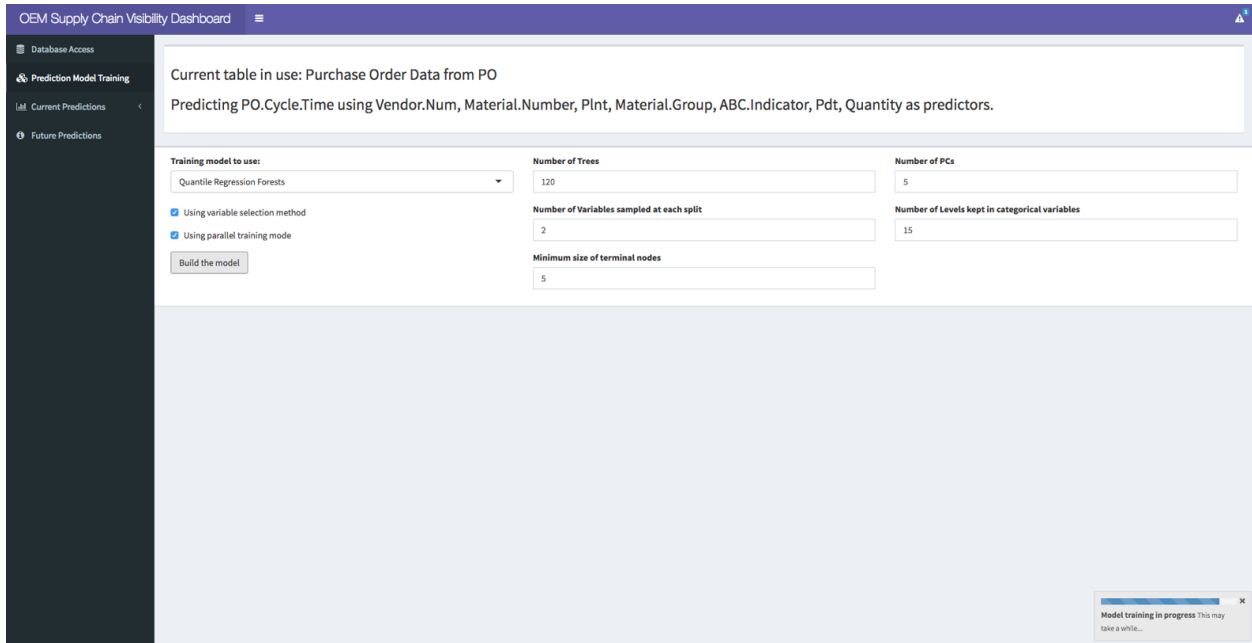 OEM Supply Chain Visibility Dashboard
1
Database Access
Prediction Model Training
Current Predictions
Future Predictions
Current table in use: Purchase Order Data from PO
Predicting PO.Cycle.Time using Vendor.Num, Material.Number, Plnt, Material.Group, ABC.Indicator, Pdt, Quantity as predictors.
Training model to use:
Quantile Regression Forests
Using variable selection method
Using parallel training mode
Build the model
Number of Trees
120
Number of Variables sampled at each split
2
Minimum size of terminal nodes
5
Number of PCs
5
Number of Levels kept in categorical variables
15
Model training in progress This may
take a while...